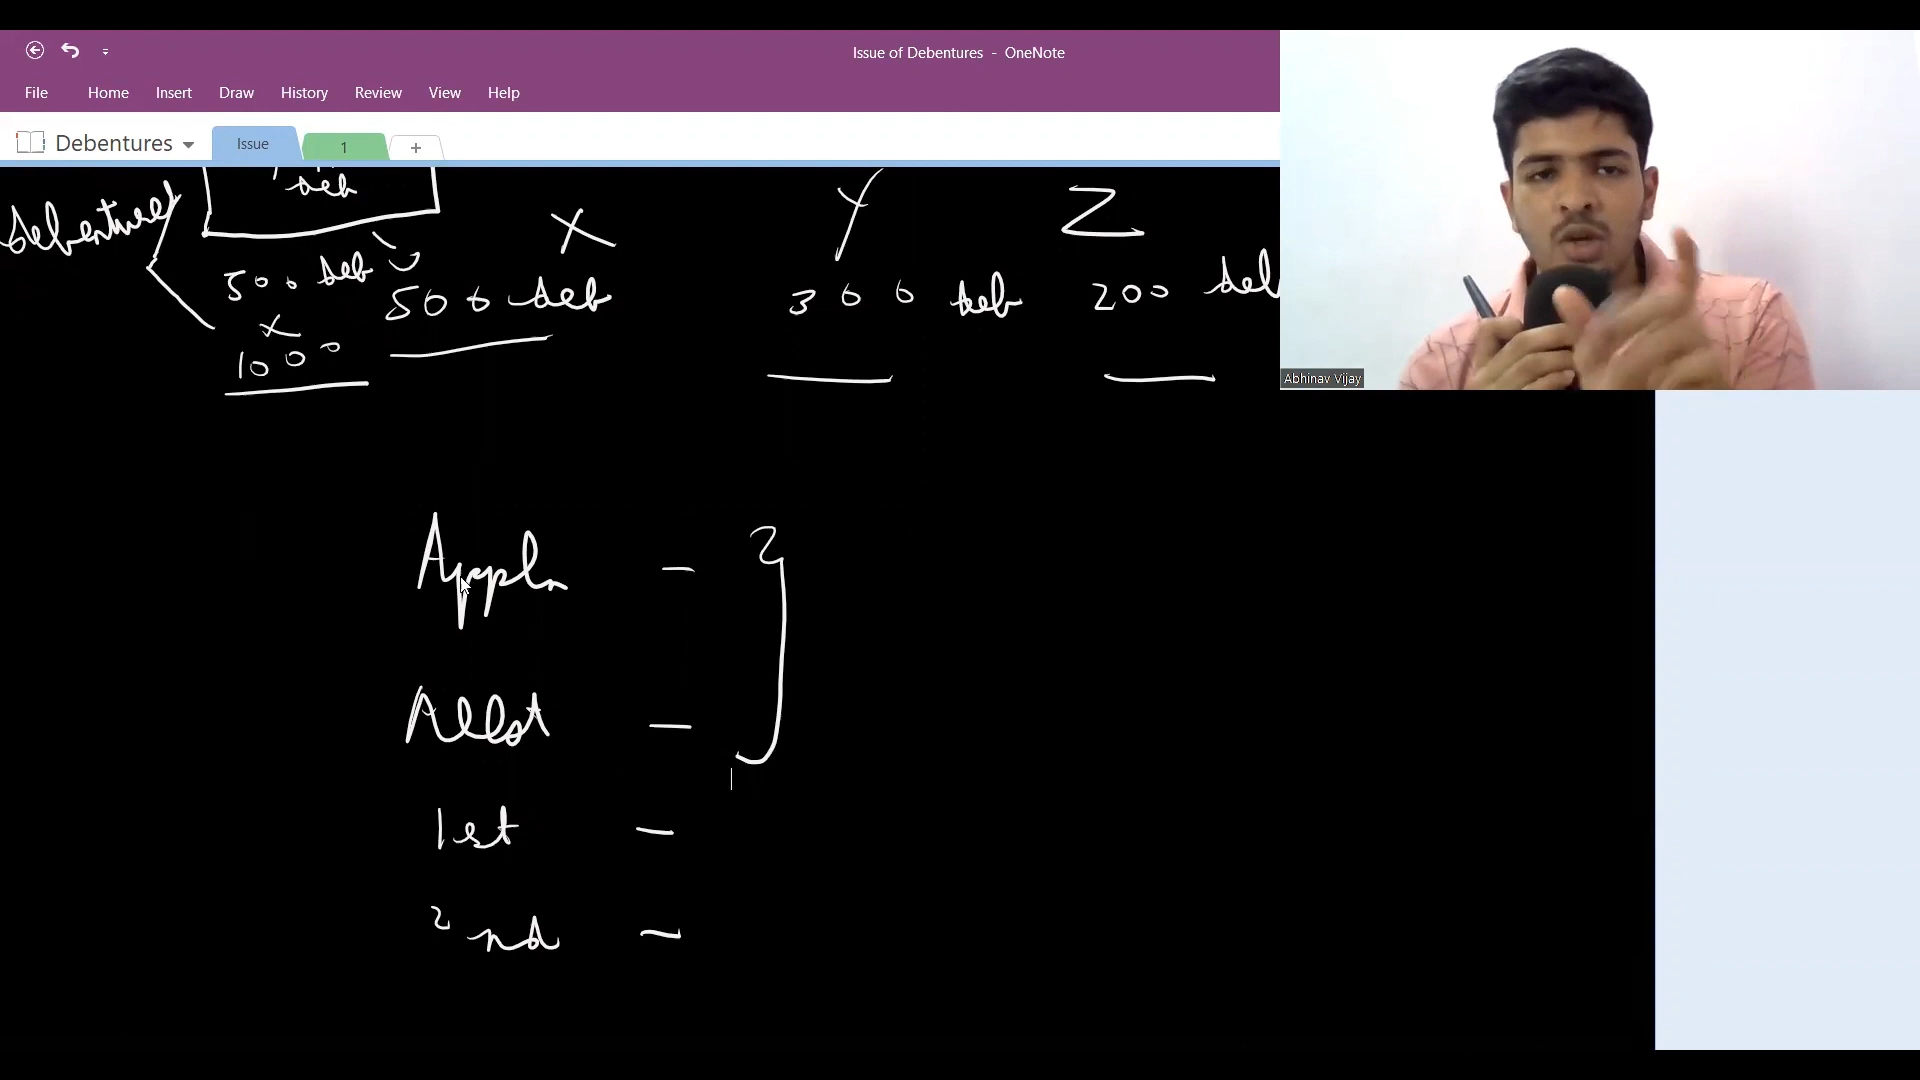 Issue of Debentures - OneNote
File Home Insert Draw History Review View Help
Debentures Issue 1 +
deb
Debentures
X Y Z
500 deb 500 deb 300 deb 200 deb
x
1000
Appln -
Allot -
1st -
2nd -
Abhinav Vijay